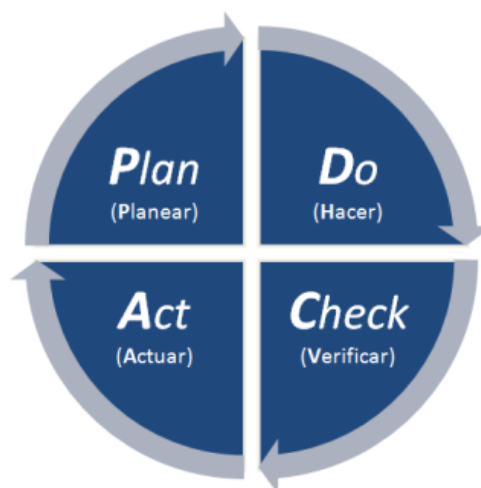 Plan
(Planear)
Do
(Hacer)
Act
(Actuar)
Check
(Verificar)